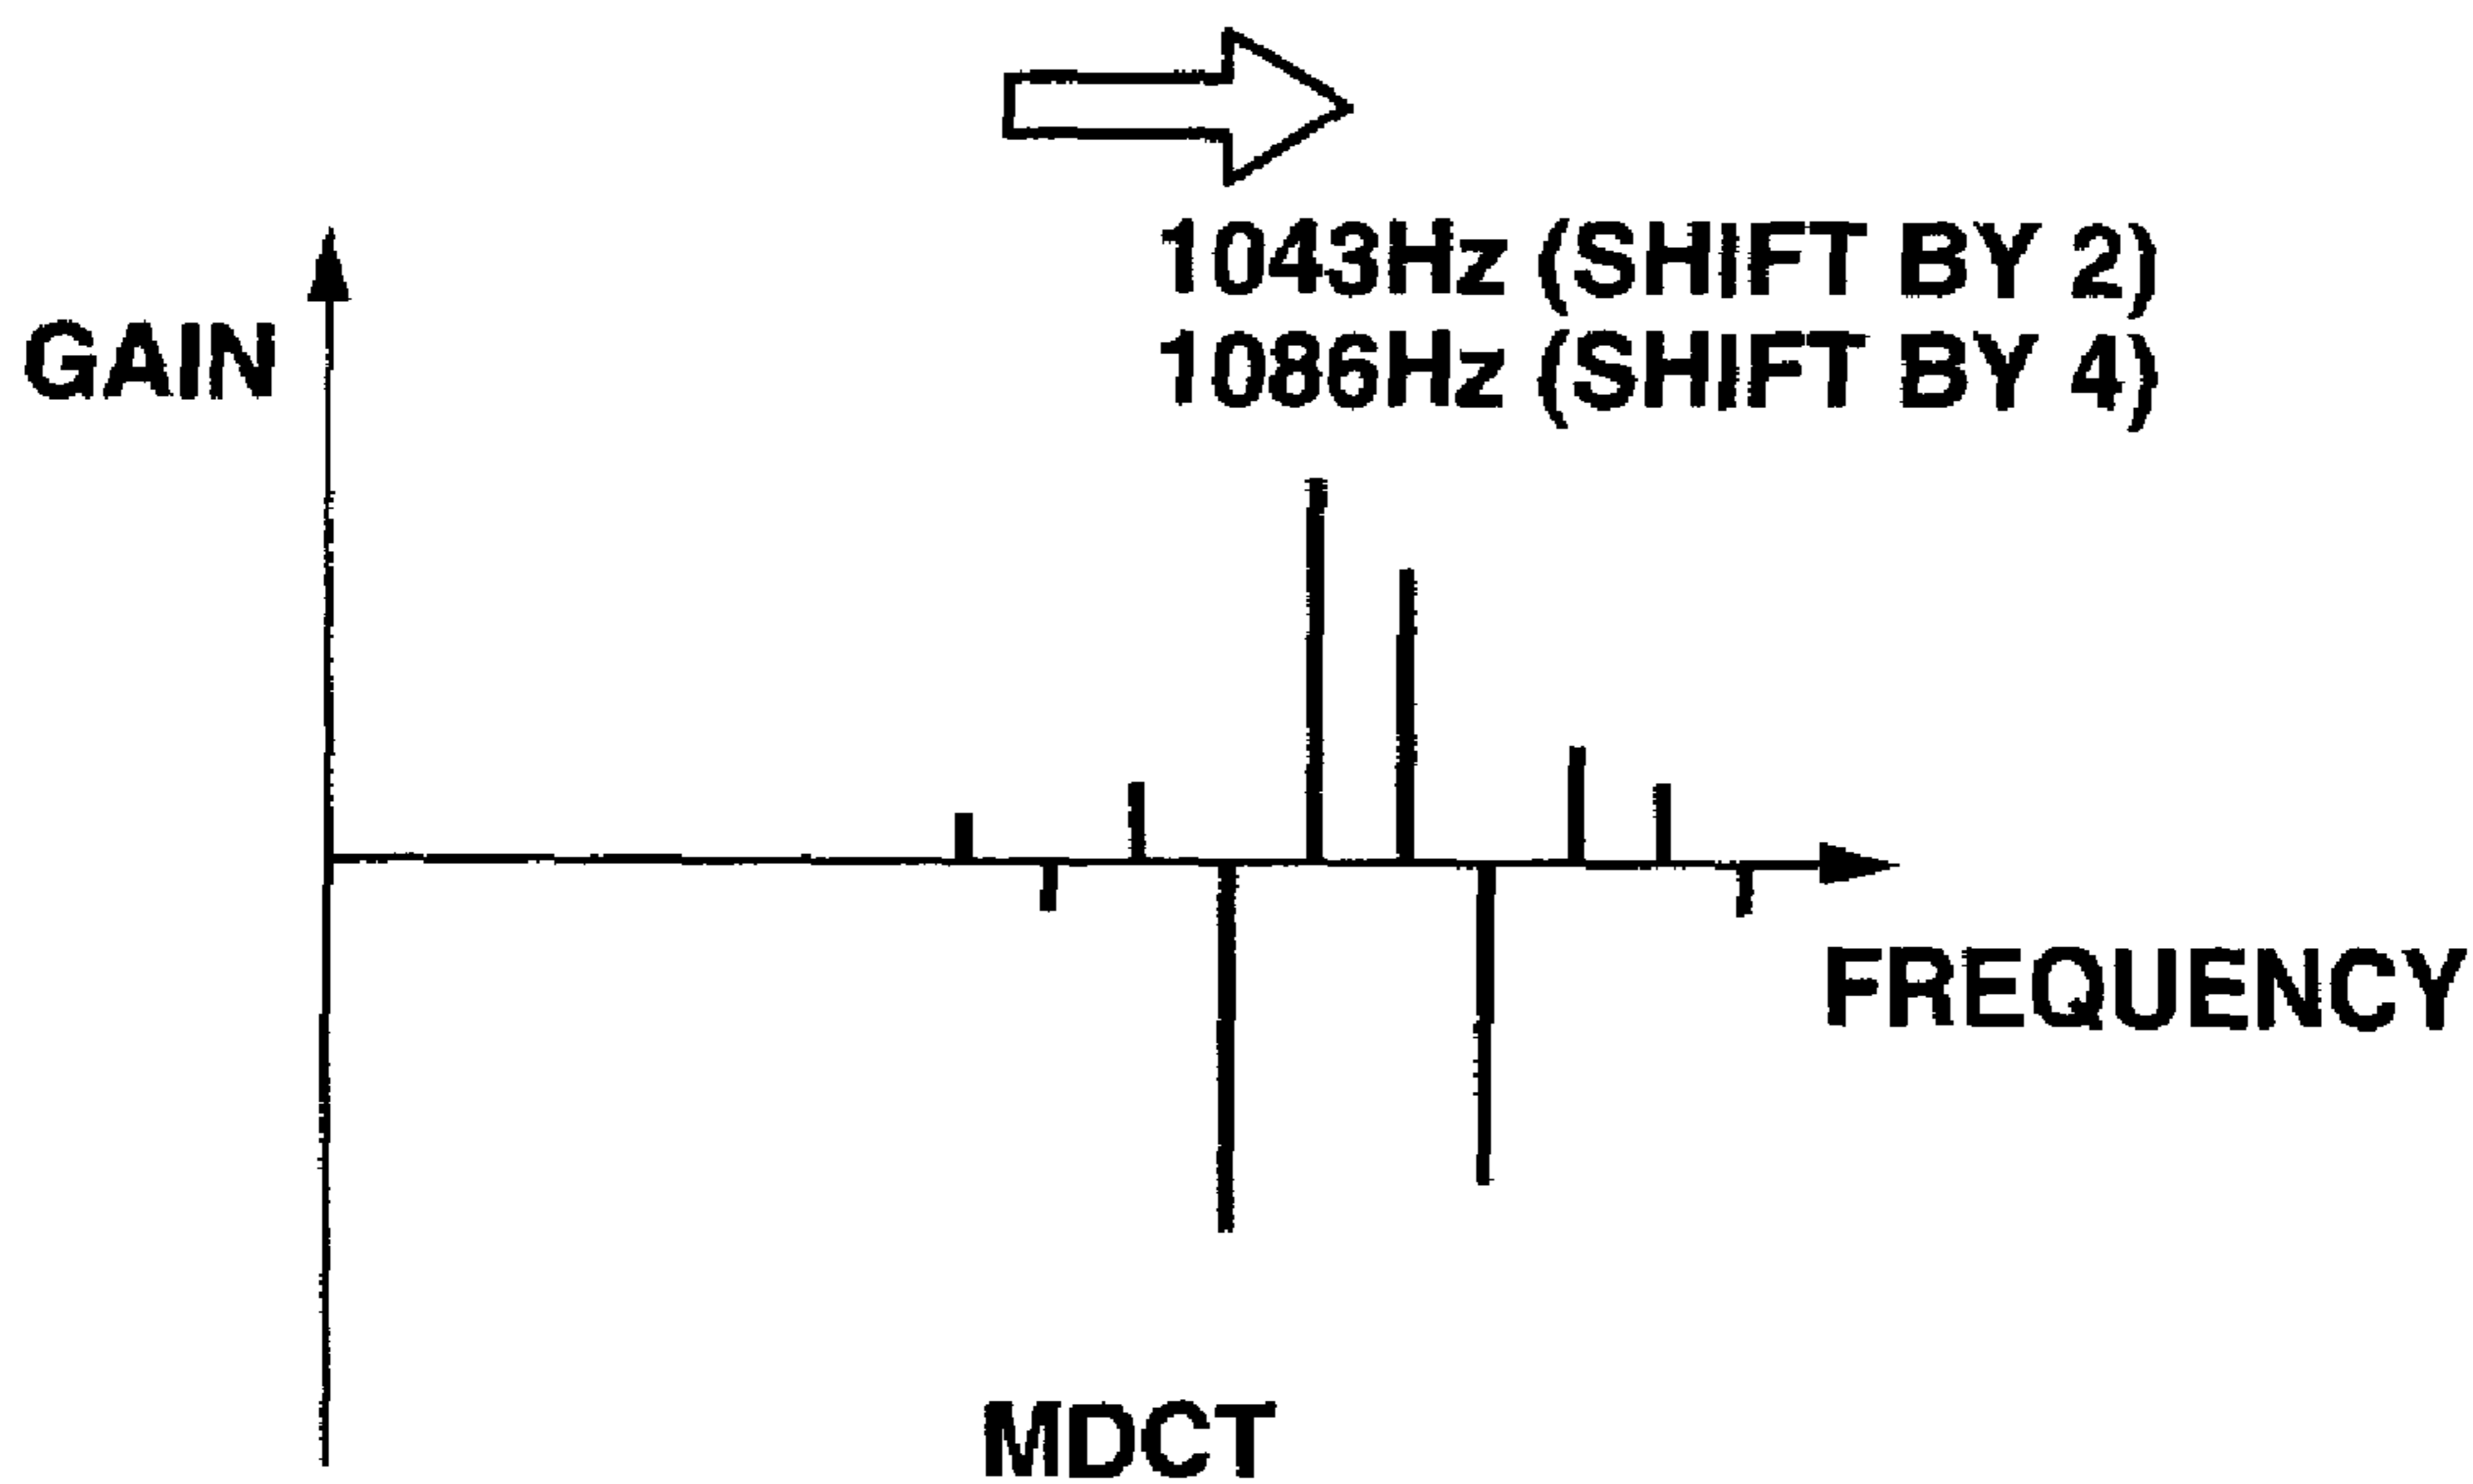 1043Hz (SHIFT BY 2)
1086Hz (SHIFT BY 4)
GAIN
FREQUENCY
MDCT